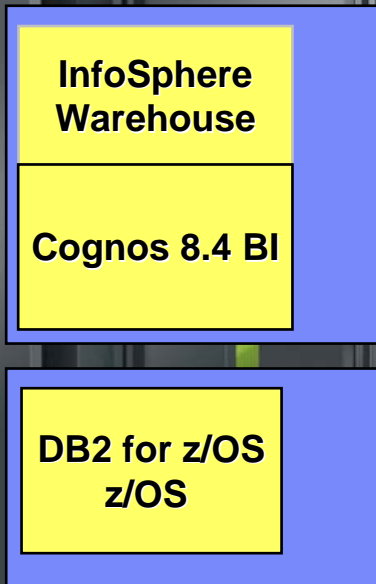 InfoSphere
Warehouse
Cognos 8.4 BI
DB2 for z/OS
z/OS